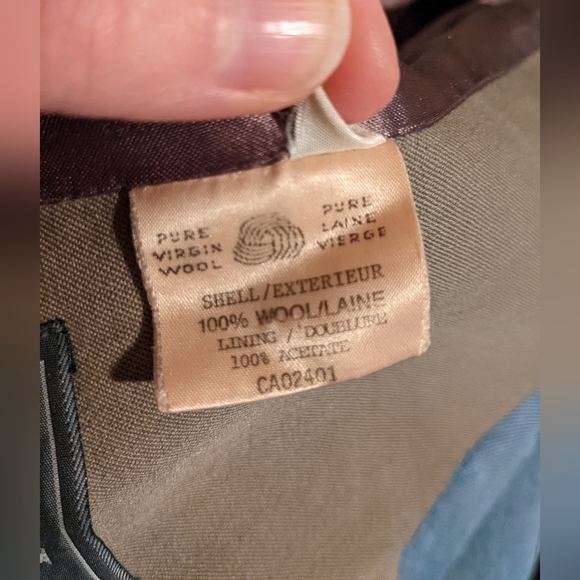 PURE
VIRGIN
WOOL
PURE
LAINE
VIERGE
SHELL/EXTERIEUR
100% WOOL/LAINE
LINING / DOUBLURE
100% ACETATE
CA02401